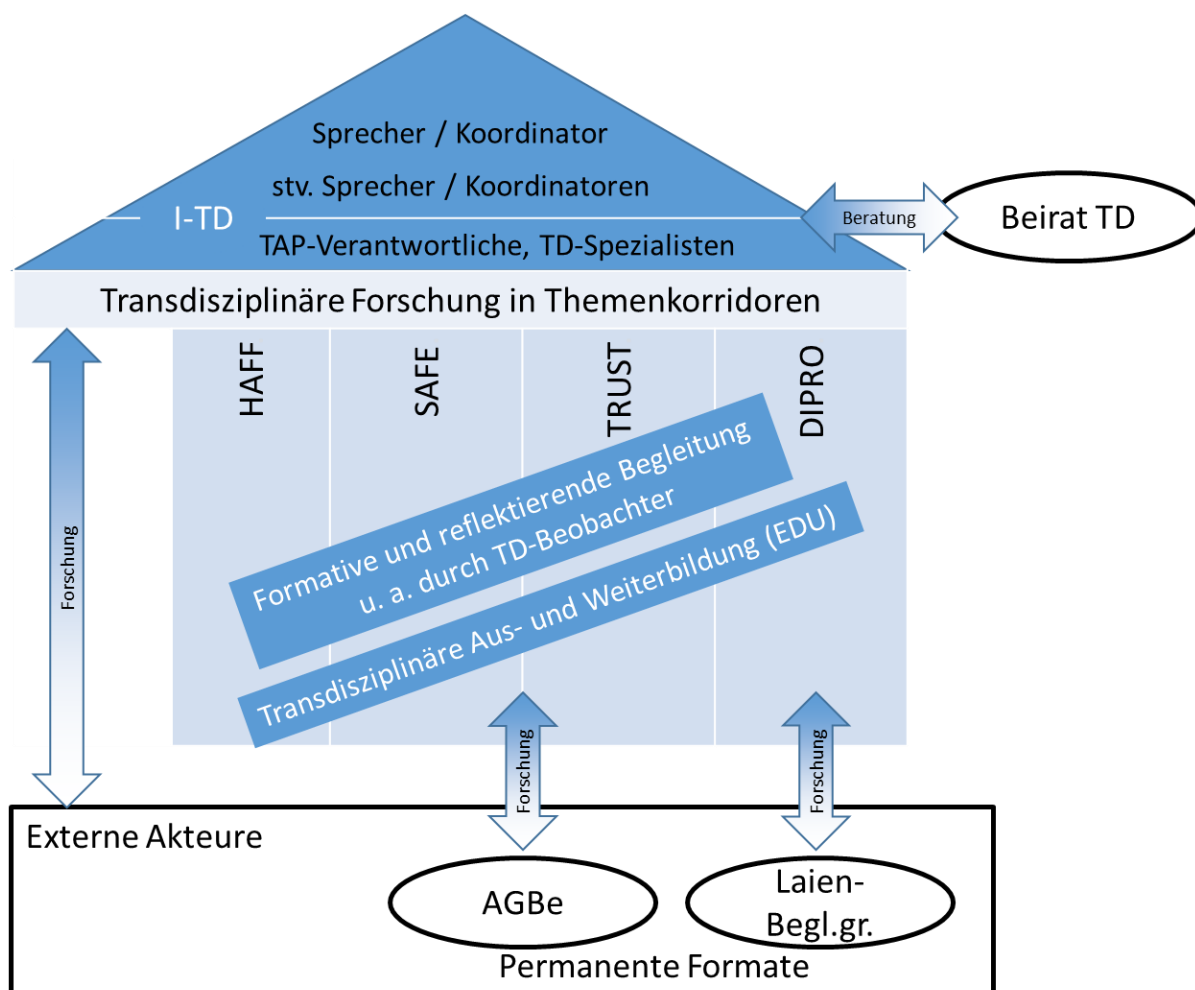 Sprecher / Koordinator
stv. Sprecher / Koordinatoren
I-TD
TAP-Verantwortliche, TD-Spezialisten
Beratung
Beirat TD
Transdisziplinäre Forschung in Themenkorridoren
HAFF
SAFE
TRUST
DIPRO
Forschung
Formative und reflektierende Begleitung
u. a. durch TD-Beobachter
Transdisziplinäre Aus- und Weiterbildung (EDU)
Forschung
Forschung
Externe Akteure
AGBe
Laien-
Begl.gr.
Permanente Formate